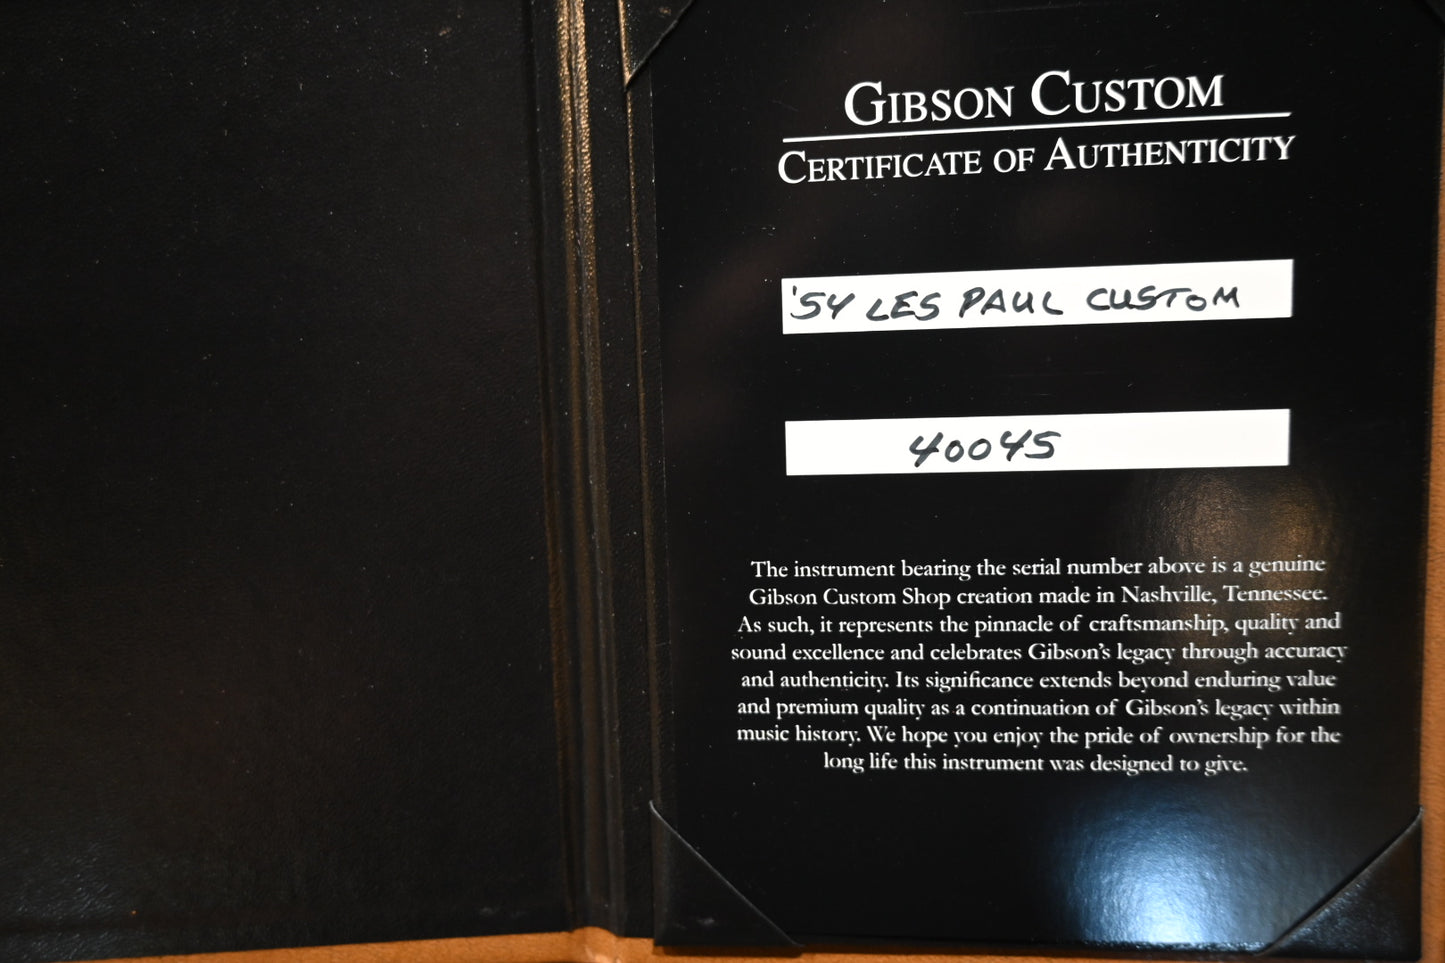 GIBSON CUSTOM
CERTIFICATE OF AUTHENTICITY
'54 LES PAUL CUSTOM
40045
The instrument bearing the serial number above is a genuine
Gibson Custom Shop creation made in Nashville, Tennessee.
As such, it represents the pinnacle of craftsmanship, quality and
sound excellence and celebrates Gibson's legacy through accuracy
and authenticity. Its significance extends beyond enduring value
and premium quality as a continuation of Gibson's legacy within
music history. We hope you enjoy the pride of ownership for the
long life this instrument was designed to give.